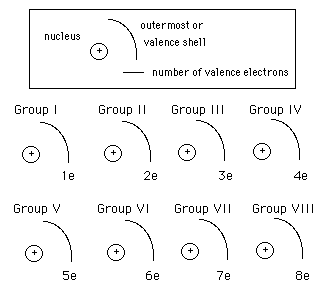 nucleus
outermost or
valence shell
+
number of valence electrons
Group I
Group II
Group III
Group IV
+
+
+
+
1e
2e
3e
4e
Group V
Group VI
Group VII
Group VIII
+
+
+
+
5e
6e
7e
8e